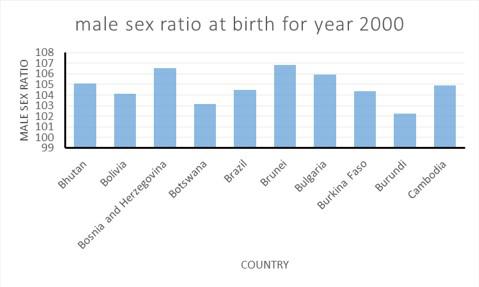 male sex ratio at birth for year 2000
MALE SEX RATIO
108
107
106
105
104
103
102
101
100
99
Bhutan
Bolivia
Bosnia and Herzegovina
Botswana
Brazil
Brunei
Bulgaria
Burkina Faso
Burundi
Cambodia
COUNTRY